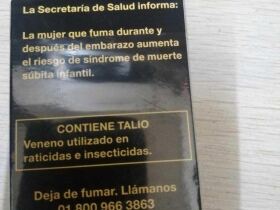 La Secretaría de Salud informa:
La mujer que fuma durante y
después del embarazo aumenta
el riesgo de síndrome de muerte
súbita infantil.
CONTIENE TALIO
Veneno utilizado en
raticidas e insecticidas.
Deja de fumar. Llámanos
01 800 966 3863